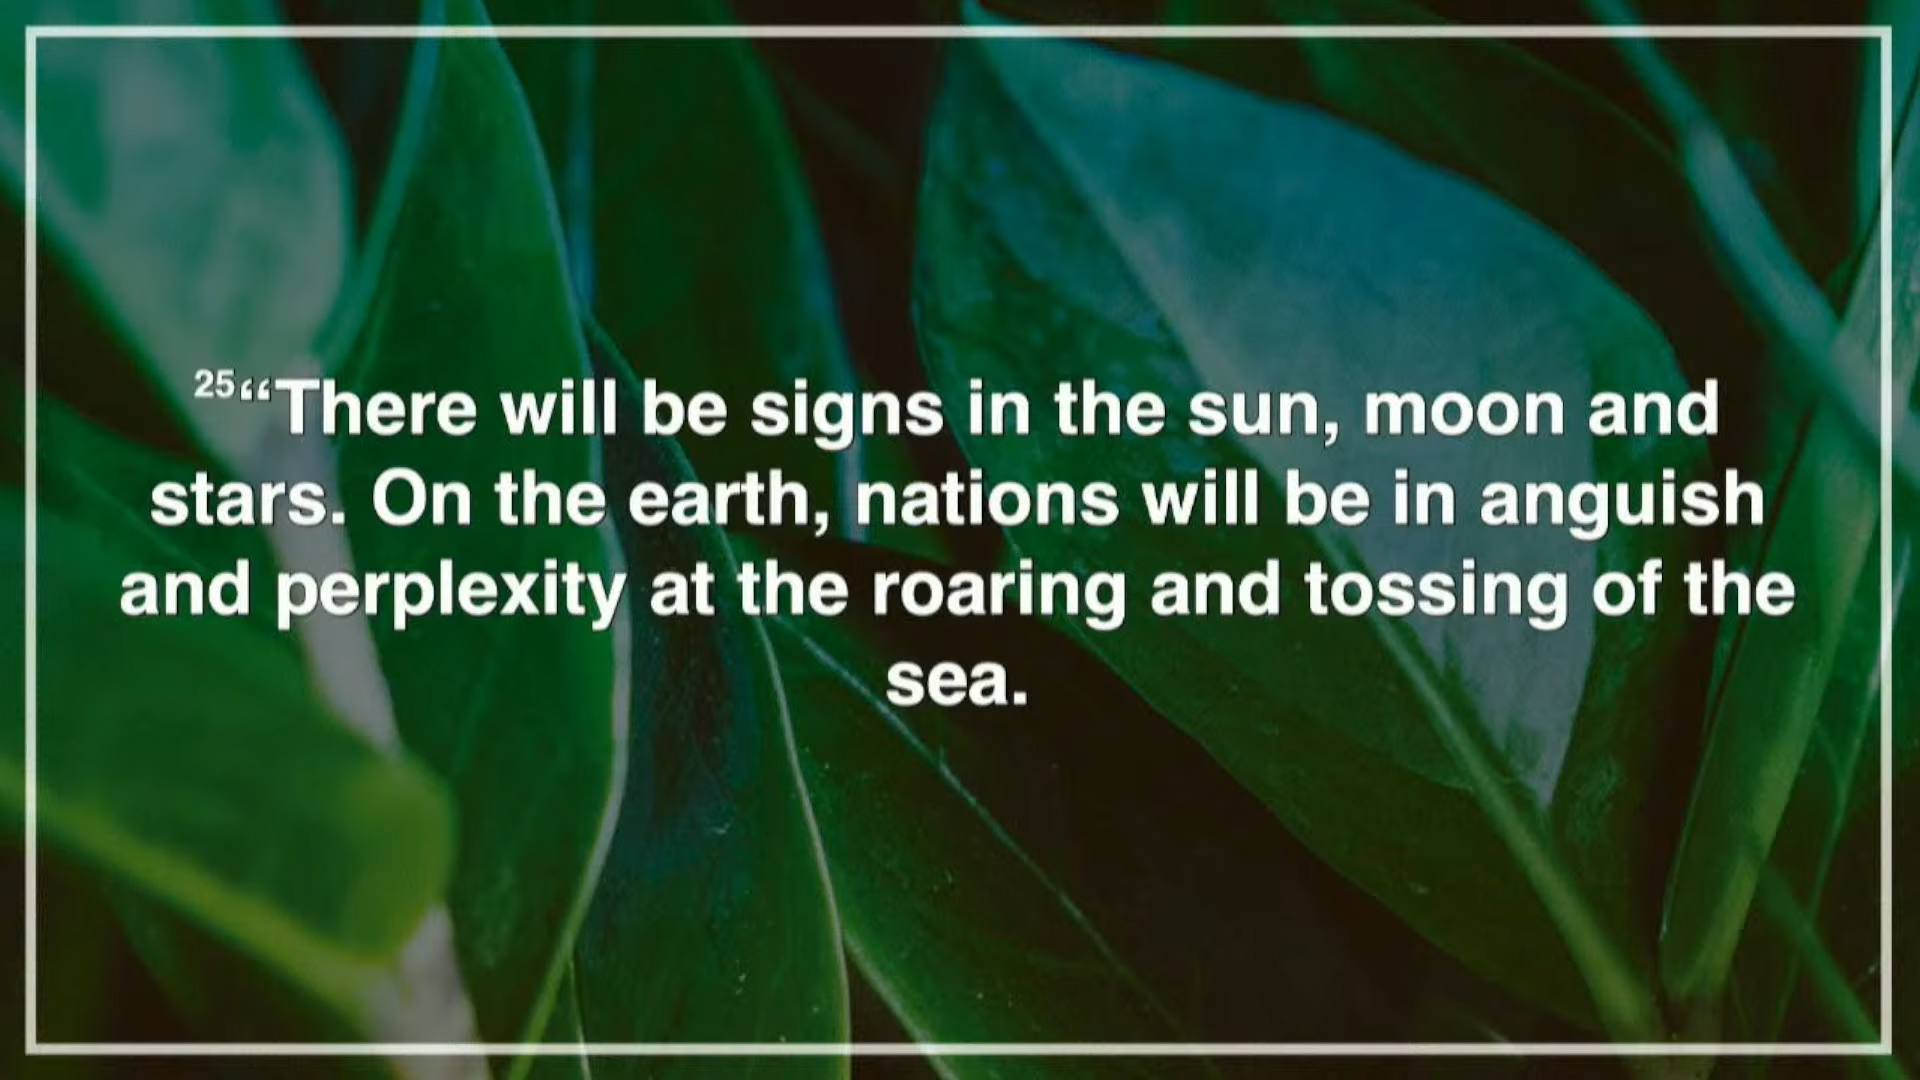 25“There will be signs in the sun, moon and
stars. On the earth, nations will be in anguish
and perplexity at the roaring and tossing of the
sea.